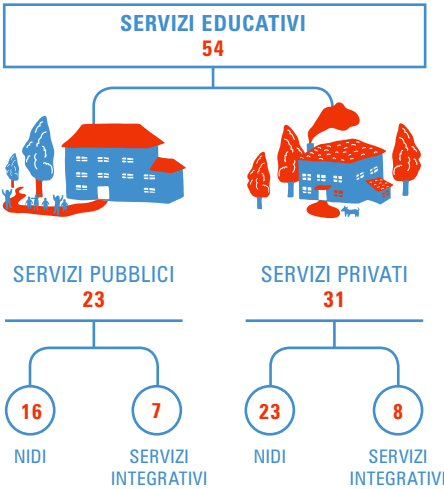 SERVIZI EDUCATIVI
54
SERVIZI PUBBLICI
23
SERVIZI PRIVATI
31
16
7
23
8
NIDI
SERVIZI
INTEGRATIVI
NIDI
SERVIZI
INTEGRATIVI